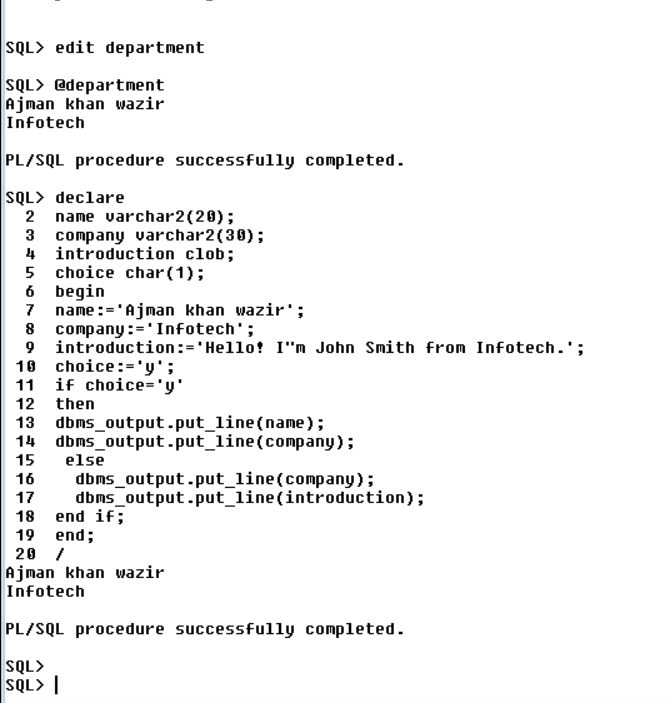 SQL> edit department
SQL> @department
Ajman khan wazir
Infotech
PL/SQL procedure successfully completed.
SQL> declare
2 name varchar2(20);
3 company varchar2(30);
4 introduction clob;
5 choice char(1);
6 begin
7 name:='Ajman khan wazir';
8 company:='Infotech';
9 introduction:='Hello! I''m John Smith from Infotech.';
10 choice:='y';
11 if choice='y'
12 then
13 dbms_output.put_line(name);
14 dbms_output.put_line(company);
15 else
16 dbms_output.put_line(company);
17 dbms_output.put_line(introduction);
18 end if;
19 end;
20 /
Ajman khan wazir
Infotech
PL/SQL procedure successfully completed.
SQL>
SQL>